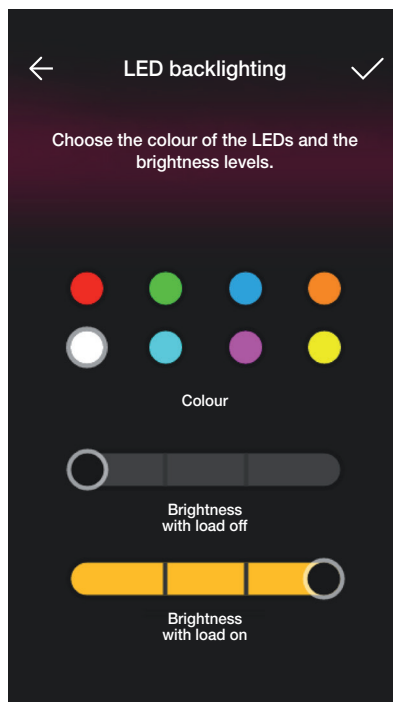 LED backlighting
Choose the colour of the LEDs and the
brightness levels.
Colour
Brightness
with load off
Brightness
with load on